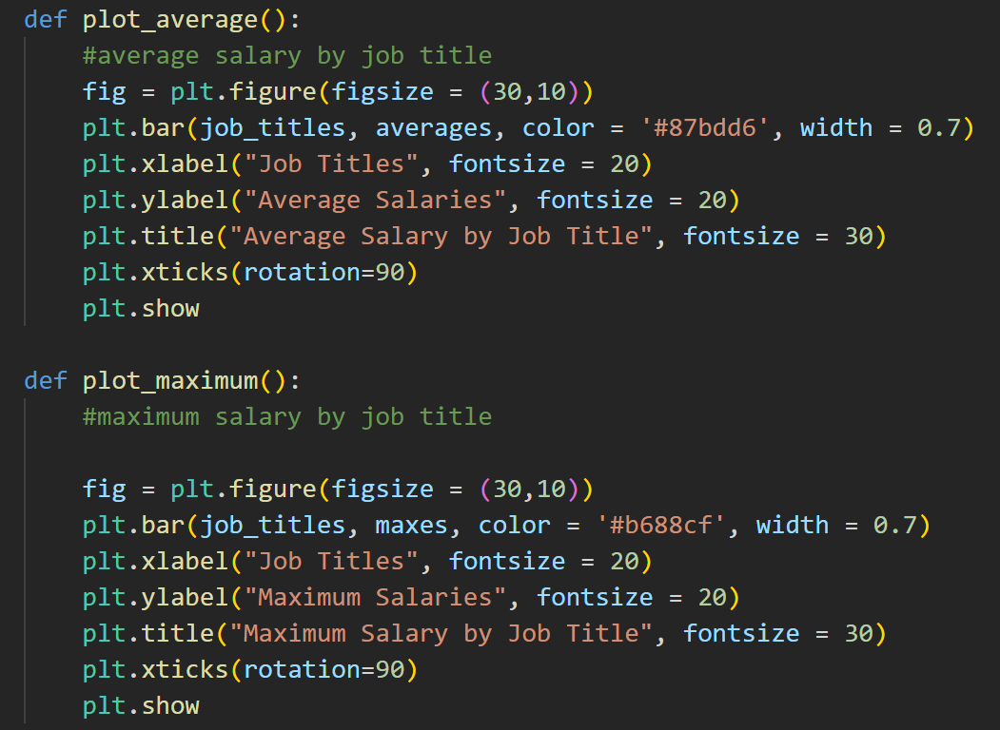 def plot_average():
    #average salary by job title
    fig = plt.figure(figsize = (30,10))
    plt.bar(job_titles, averages, color = '#87bdd6', width = 0.7)
    plt.xlabel("Job Titles", fontsize = 20)
    plt.ylabel("Average Salaries", fontsize = 20)
    plt.title("Average Salary by Job Title", fontsize = 30)
    plt.xticks(rotation=90)
    plt.show

def plot_maximum():
    #maximum salary by job title

    fig = plt.figure(figsize = (30,10))
    plt.bar(job_titles, maxes, color = '#b688cf', width = 0.7)
    plt.xlabel("Job Titles", fontsize = 20)
    plt.ylabel("Maximum Salaries", fontsize = 20)
    plt.title("Maximum Salary by Job Title", fontsize = 30)
    plt.xticks(rotation=90)
    plt.show